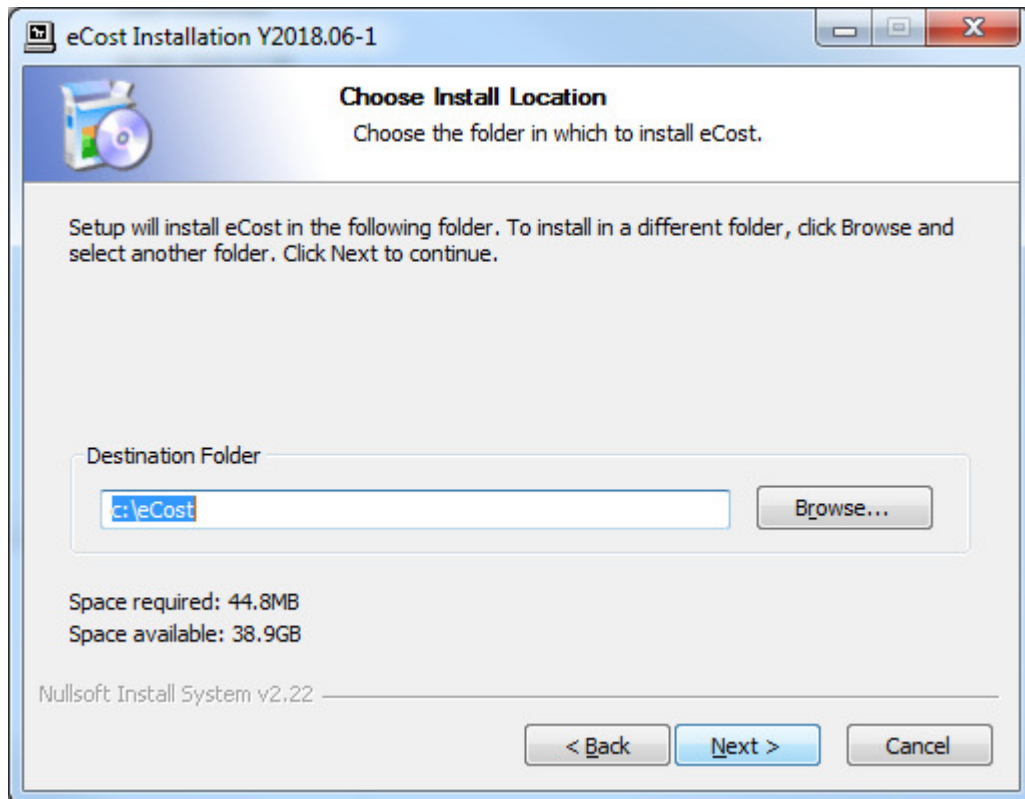 eCost Installation Y2018.06-1
Choose Install Location
Choose the folder in which to install eCost.
Setup will install eCost in the following folder. To install in a different folder, click Browse and
select another folder. Click Next to continue.
Destination Folder
c:\eCost
Browse...
Space required: 44.8MB
Space available: 38.9GB
Nullsoft Install System v2.22
< Back
Next >
Cancel